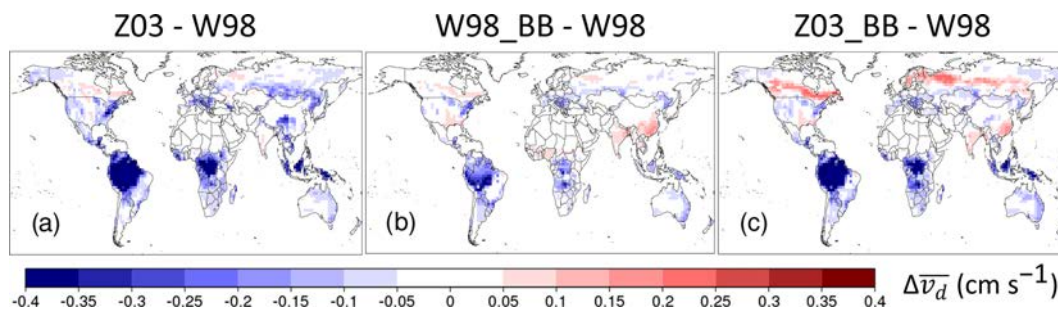 Z03 - W98
W98_BB - W98
Z03_BB - W98
(a)
(b)
(c)
-0.4 -0.35 -0.3 -0.25 -0.2 -0.15 -0.1 -0.05 0 0.05 0.1 0.15 0.2 0.25 0.3 0.35 0.4
Δv̅_d̅ (cm s⁻¹)